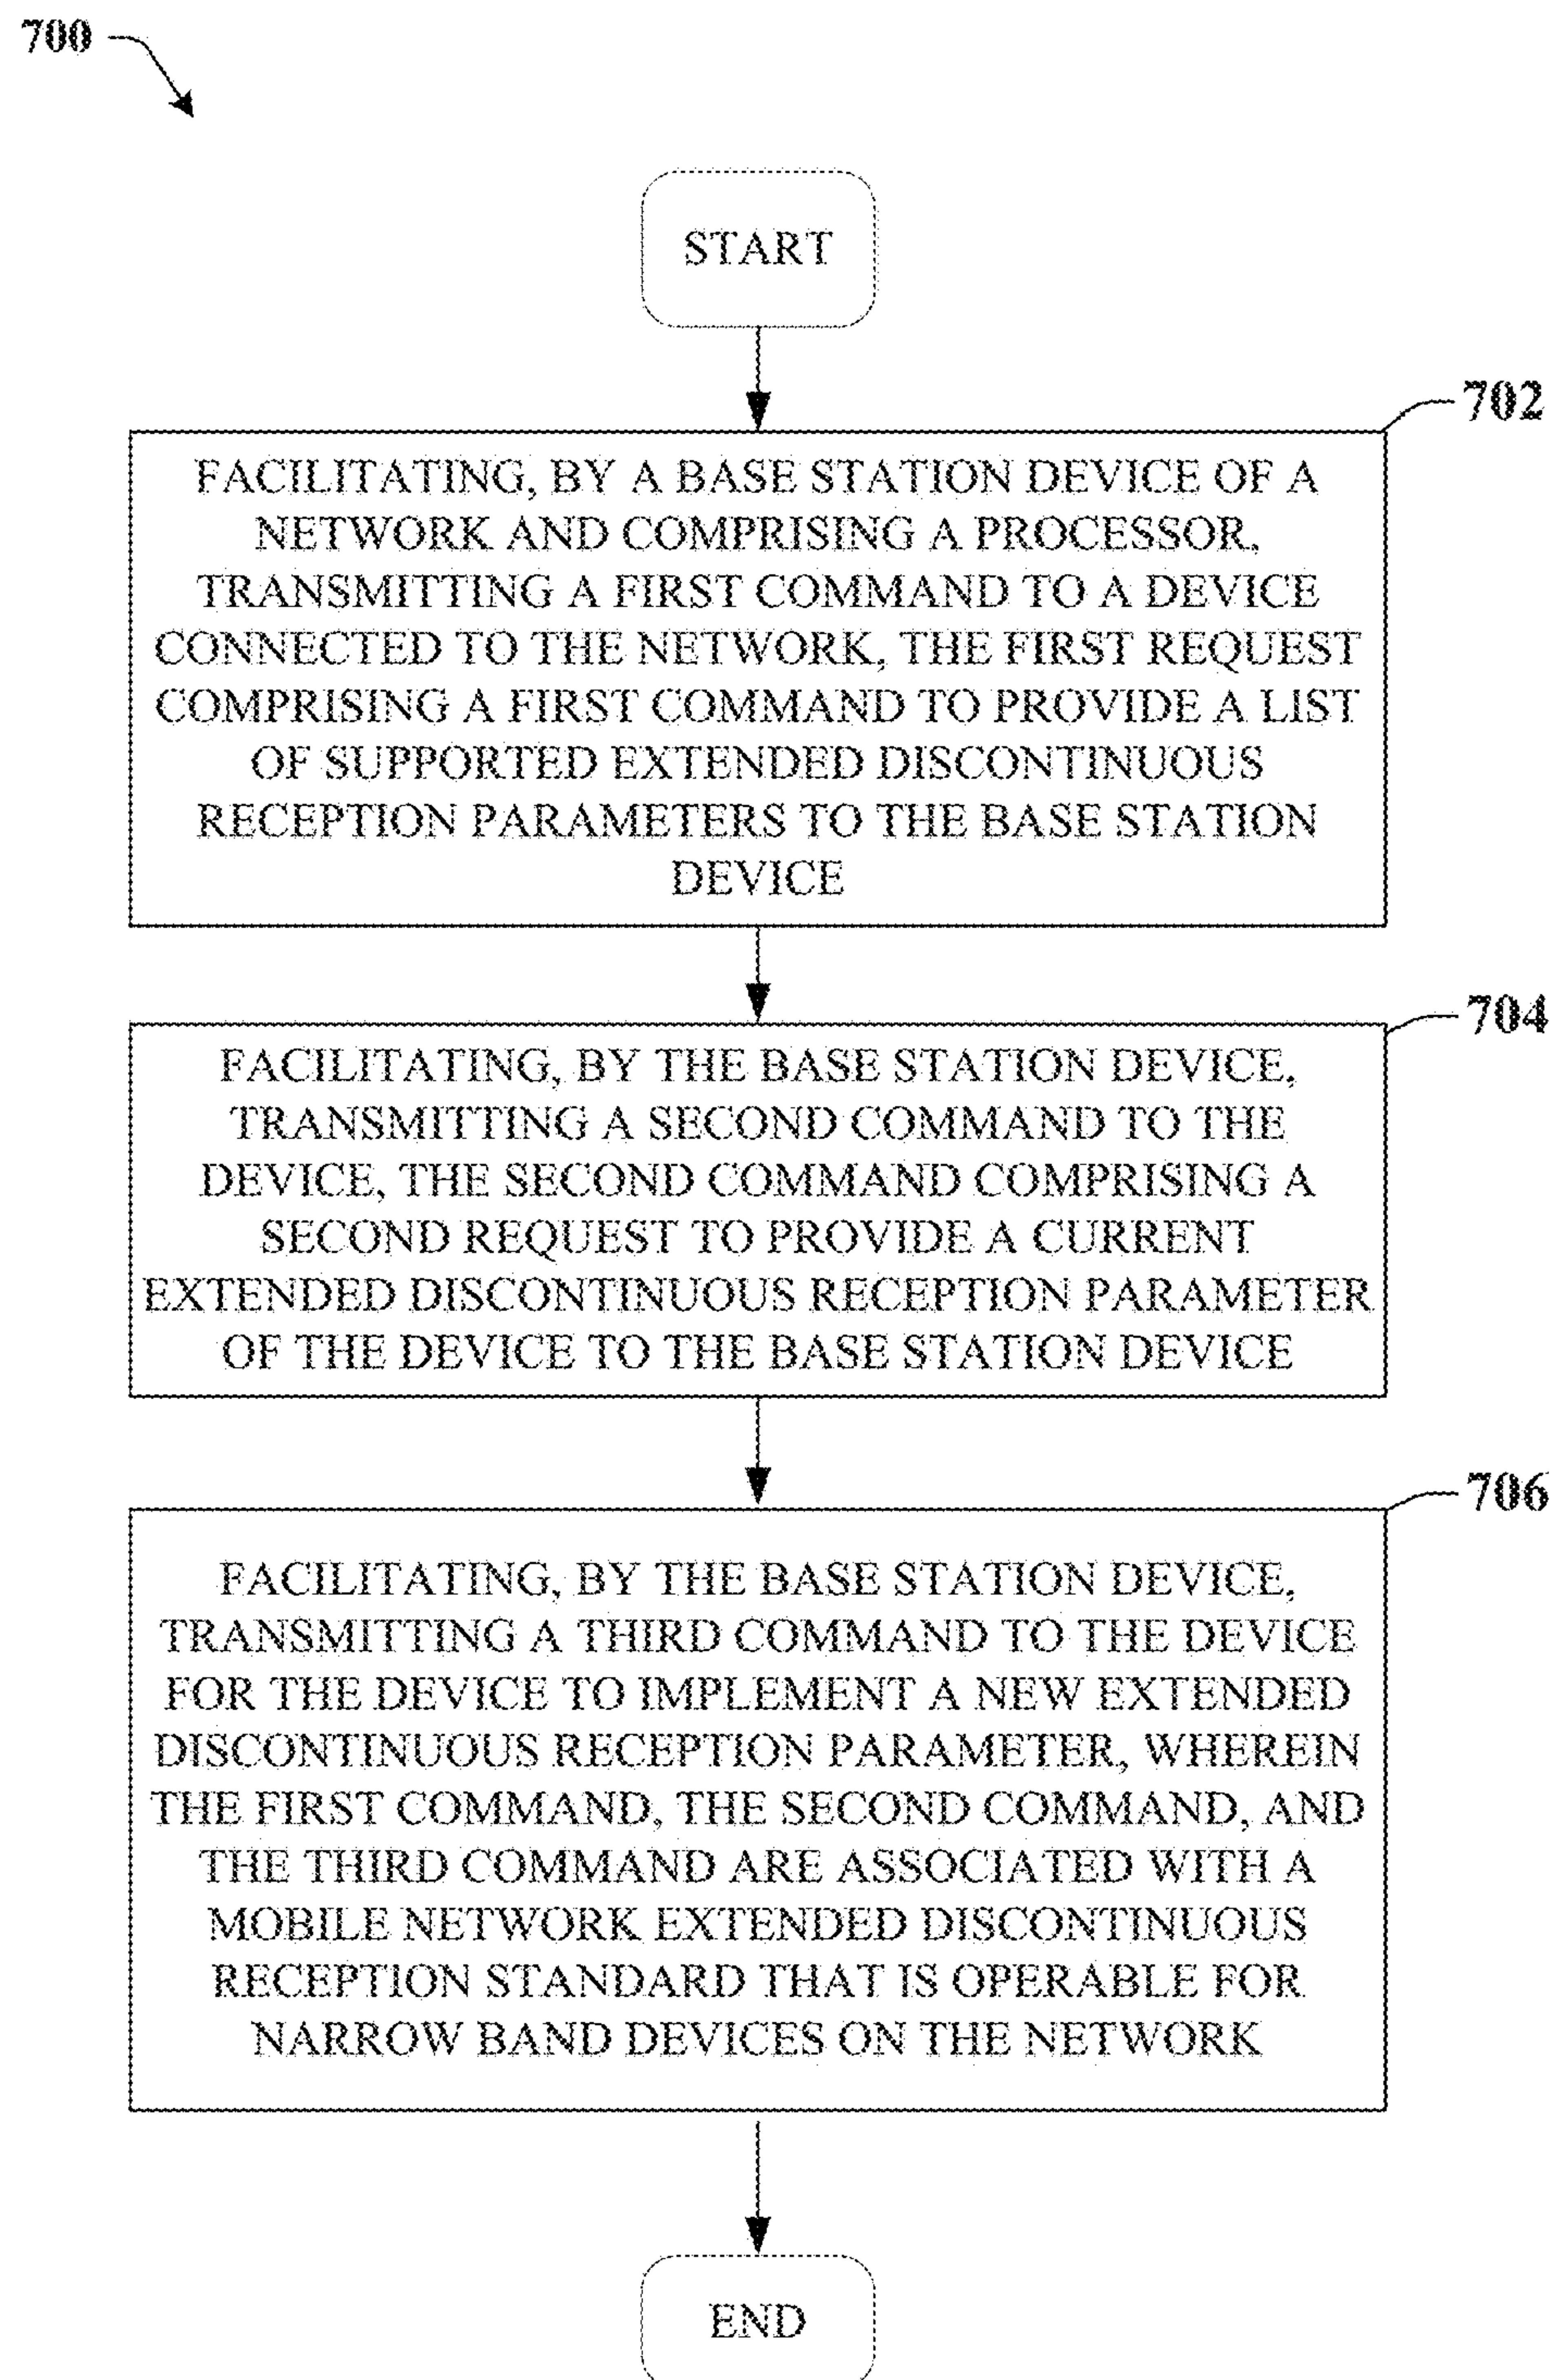 700
START
702
FACILITATING, BY A BASE STATION DEVICE OF A
NETWORK AND COMPRISING A PROCESSOR,
TRANSMITTING A FIRST COMMAND TO A DEVICE
CONNECTED TO THE NETWORK, THE FIRST REQUEST
COMPRISING A FIRST COMMAND TO PROVIDE A LIST
OF SUPPORTED EXTENDED DISCONTINUOUS
RECEPTION PARAMETERS TO THE BASE STATION
DEVICE
704
FACILITATING, BY THE BASE STATION DEVICE,
TRANSMITTING A SECOND COMMAND TO THE
DEVICE, THE SECOND COMMAND COMPRISING A
SECOND REQUEST TO PROVIDE A CURRENT
EXTENDED DISCONTINUOUS RECEPTION PARAMETER
OF THE DEVICE TO THE BASE STATION DEVICE
706
FACILITATING, BY THE BASE STATION DEVICE,
TRANSMITTING A THIRD COMMAND TO THE DEVICE
FOR THE DEVICE TO IMPLEMENT A NEW EXTENDED
DISCONTINUOUS RECEPTION PARAMETER, WHEREIN
THE FIRST COMMAND, THE SECOND COMMAND, AND
THE THIRD COMMAND ARE ASSOCIATED WITH A
MOBILE NETWORK EXTENDED DISCONTINUOUS
RECEPTION STANDARD THAT IS OPERABLE FOR
NARROW BAND DEVICES ON THE NETWORK
END